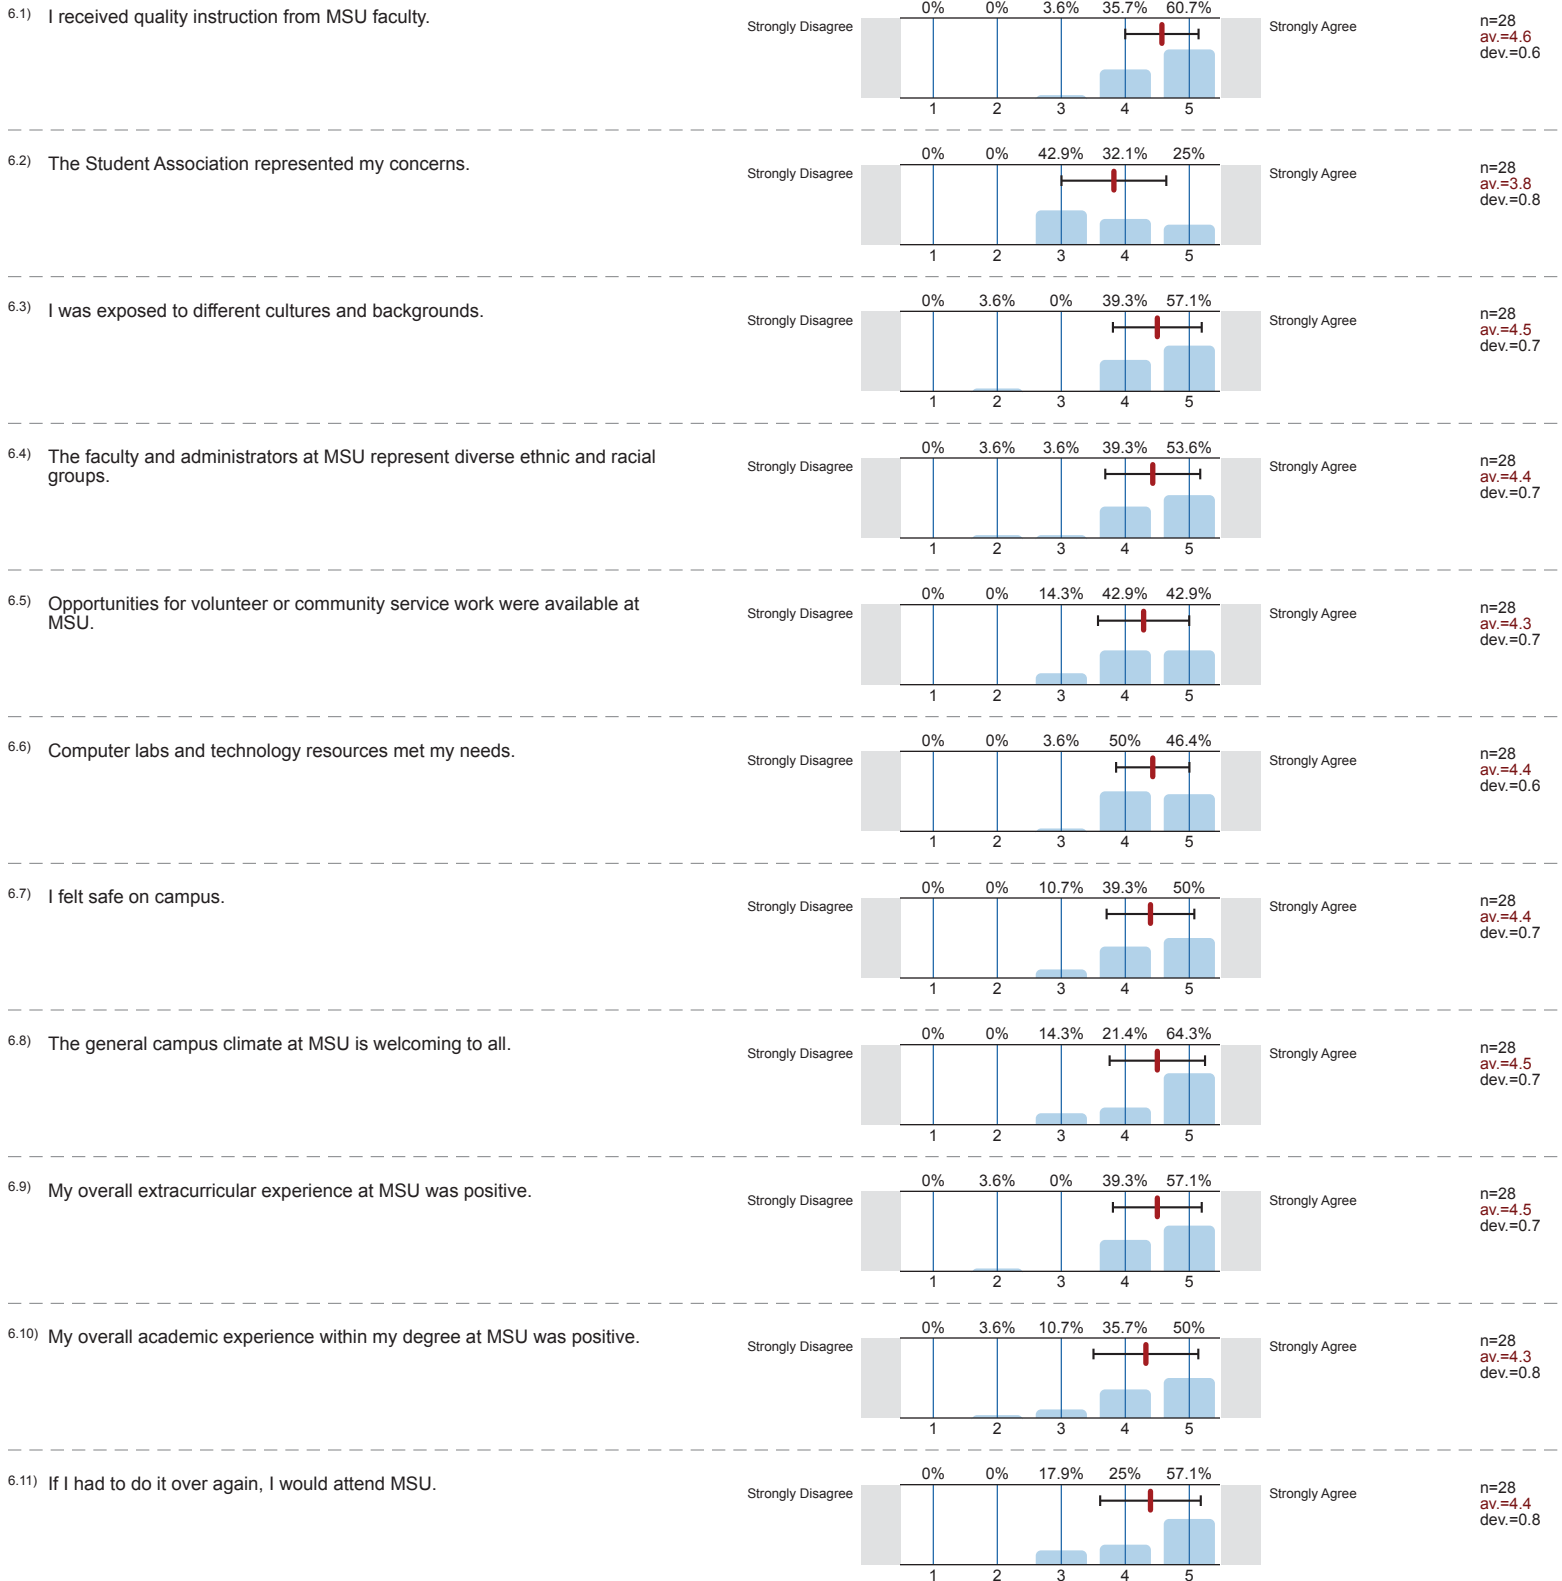 0% 0% 3.6% 35.7% 60.7%
6.1) I received quality instruction from MSU faculty.
Strongly Disagree
Strongly Agree
n=28
av.=4.6
dev.=0.6
1 2 3 4 5
0% 0% 42.9% 32.1% 25%
6.2) The Student Association represented my concerns.
Strongly Disagree
Strongly Agree
n=28
av.=3.8
dev.=0.8
1 2 3 4 5
0% 3.6% 0% 39.3% 57.1%
6.3) I was exposed to different cultures and backgrounds.
Strongly Disagree
Strongly Agree
n=28
av.=4.5
dev.=0.7
1 2 3 4 5
0% 3.6% 3.6% 39.3% 53.6%
6.4) The faculty and administrators at MSU represent diverse ethnic and racial
groups.
Strongly Disagree
Strongly Agree
n=28
av.=4.4
dev.=0.7
1 2 3 4 5
0% 0% 14.3% 42.9% 42.9%
6.5) Opportunities for volunteer or community service work were available at
MSU.
Strongly Disagree
Strongly Agree
n=28
av.=4.3
dev.=0.7
1 2 3 4 5
0% 0% 3.6% 50% 46.4%
6.6) Computer labs and technology resources met my needs.
Strongly Disagree
Strongly Agree
n=28
av.=4.4
dev.=0.6
1 2 3 4 5
0% 0% 10.7% 39.3% 50%
6.7) I felt safe on campus.
Strongly Disagree
Strongly Agree
n=28
av.=4.4
dev.=0.7
1 2 3 4 5
0% 0% 14.3% 21.4% 64.3%
6.8) The general campus climate at MSU is welcoming to all.
Strongly Disagree
Strongly Agree
n=28
av.=4.5
dev.=0.7
1 2 3 4 5
0% 3.6% 0% 39.3% 57.1%
6.9) My overall extracurricular experience at MSU was positive.
Strongly Disagree
Strongly Agree
n=28
av.=4.5
dev.=0.7
1 2 3 4 5
0% 3.6% 10.7% 35.7% 50%
6.10) My overall academic experience within my degree at MSU was positive.
Strongly Disagree
Strongly Agree
n=28
av.=4.3
dev.=0.8
1 2 3 4 5
0% 0% 17.9% 25% 57.1%
6.11) If I had to do it over again, I would attend MSU.
Strongly Disagree
Strongly Agree
n=28
av.=4.4
dev.=0.8
1 2 3 4 5